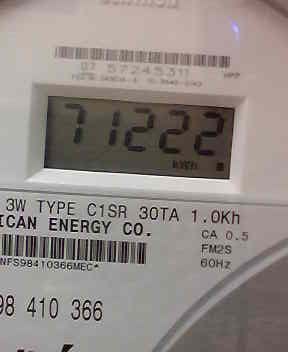 07 57245311
71222
kWh
3W TYPE C1SR 30TA 1.0Kh
ICAN ENERGY CO.
CA 0.5
FM2S
60Hz
NFS98410366MEC*
98 410 366